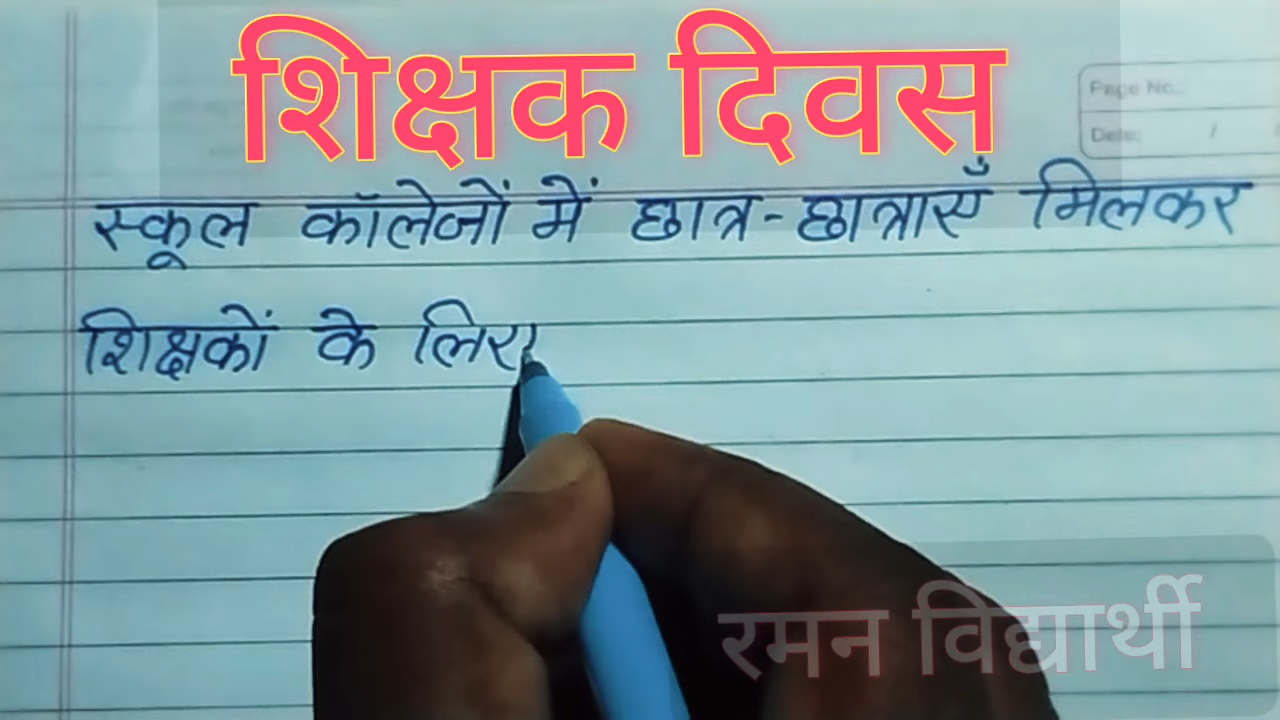 शिक्षक दिवस
Page No.:
Date: /
स्कूल कॉलेजों में छात्र-छात्राएँ मिलकर
शिक्षकों के लिए
रमन विद्यार्थी